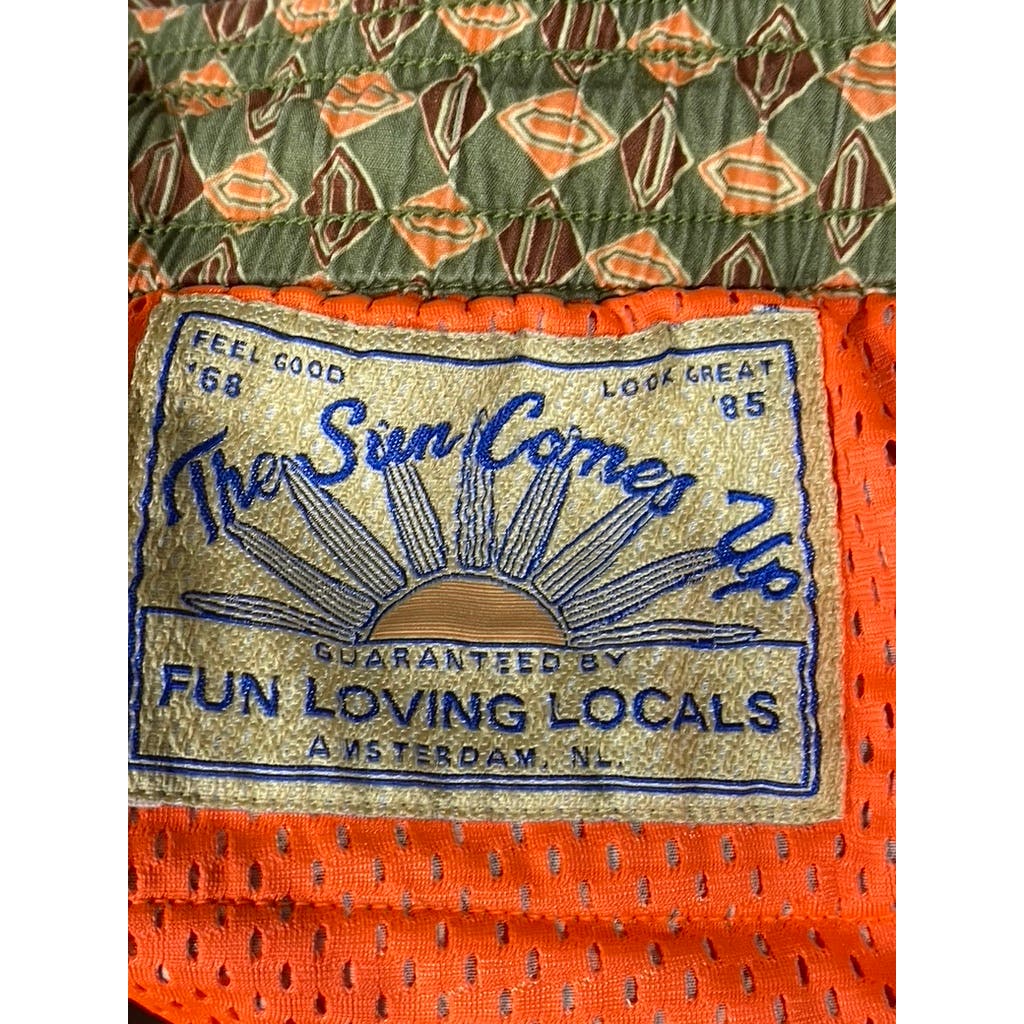 FEEL GOOD LOOK GREAT
'68 '85
The Sun Comes Up
GUARANTEED BY
FUN LOVING LOCALS
AMSTERDAM, NL.